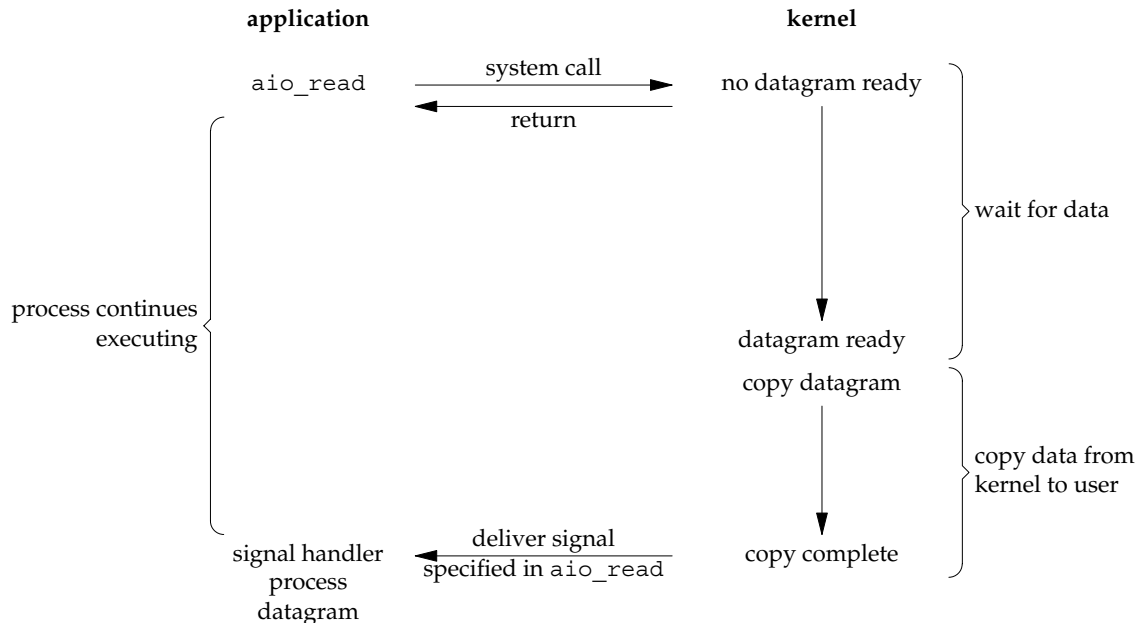 application
kernel
aio_read
system call
no datagram ready
return
wait for data
process continues
executing
datagram ready
copy datagram
copy data from
kernel to user
signal handler
deliver signal
copy complete
process
specified in aio_read
datagram